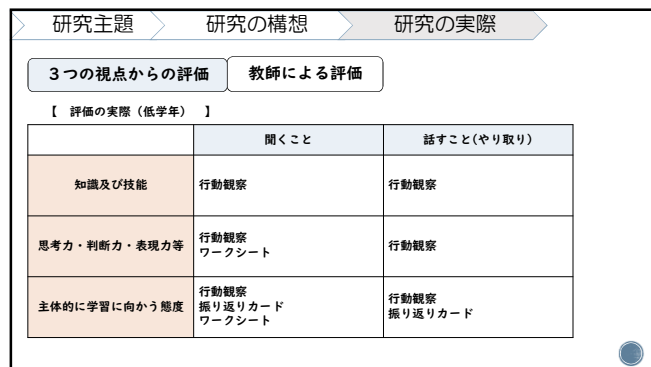 研究主題 研究の構想 研究の実際
3つの視点からの評価 教師による評価
【 評価の実際(低学年) 】
聞くこと 話すこと(やり取り)
知識及び技能 行動観察 行動観察
思考力・判断力・表現力等 行動観察 ワークシート 行動観察
主体的に学習に向かう態度 行動観察 振り返りカード ワークシート 行動観察 振り返りカード